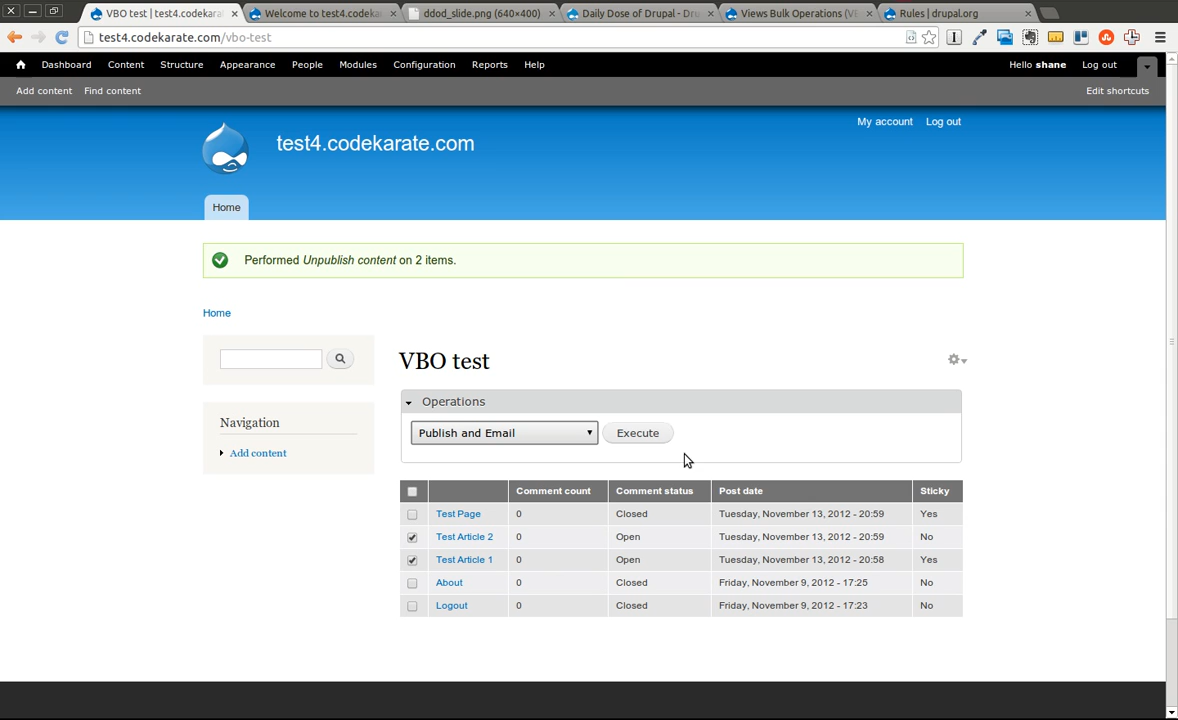 VBO test | test4.codekara
Welcome to test4.codeka
ddod_slide.png (640×400)
Daily Dose of Drupal - Dru
Views Bulk Operations (VB
Rules | drupal.org
test4.codekarate.com/vbo-test
Dashboard Content Structure Appearance People Modules Configuration Reports Help
Hello shane Log out
Add content Find content
Edit shortcuts
My account Log out
test4.codekarate.com
Home
Performed Unpublish content on 2 items.
Home
VBO test
Operations
Publish and Email
Execute
Navigation
Add content
Comment count Comment status Post date Sticky
Test Page 0 Closed Tuesday, November 13, 2012 - 20:59 Yes
Test Article 2 0 Open Tuesday, November 13, 2012 - 20:59 No
Test Article 1 0 Open Tuesday, November 13, 2012 - 20:58 Yes
About 0 Closed Friday, November 9, 2012 - 17:25 No
Logout 0 Closed Friday, November 9, 2012 - 17:23 No